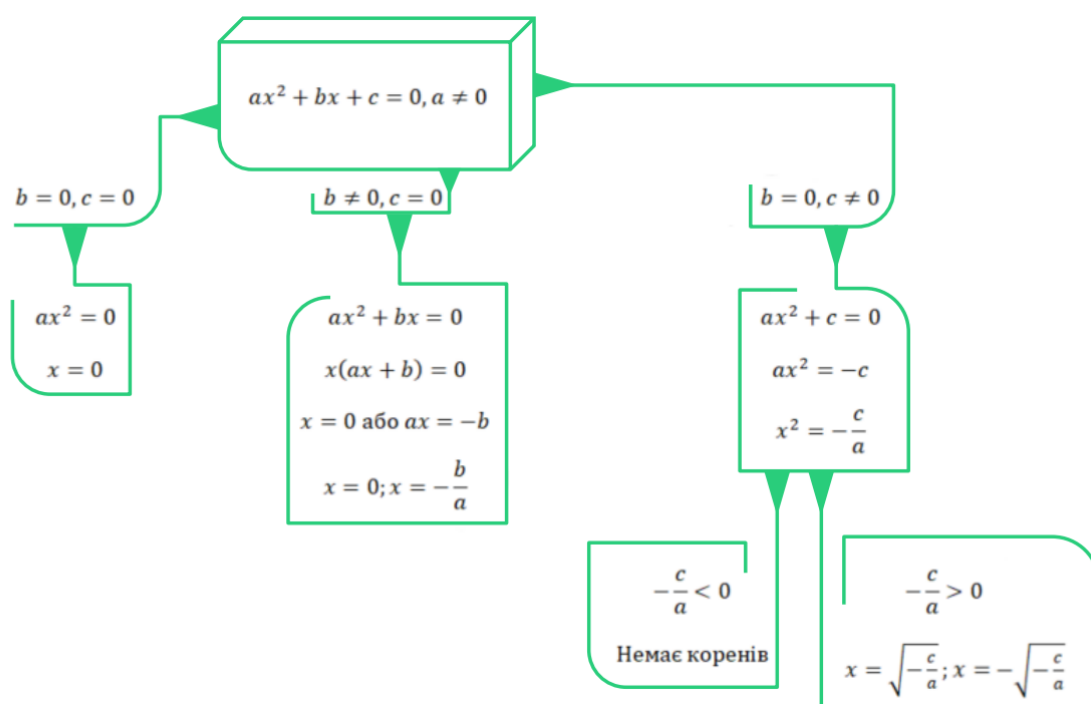 ax² + bx + c = 0, a ≠ 0
b = 0, c = 0
ax² = 0
x = 0
b ≠ 0, c = 0
ax² + bx = 0
x(ax + b) = 0
x = 0 або ax = −b
x = 0; x = −b/a
b = 0, c ≠ 0
ax² + c = 0
ax² = −c
x² = −c/a
−c/a < 0
Немає коренів
−c/a > 0
x = √(−c/a); x = −√(−c/a)